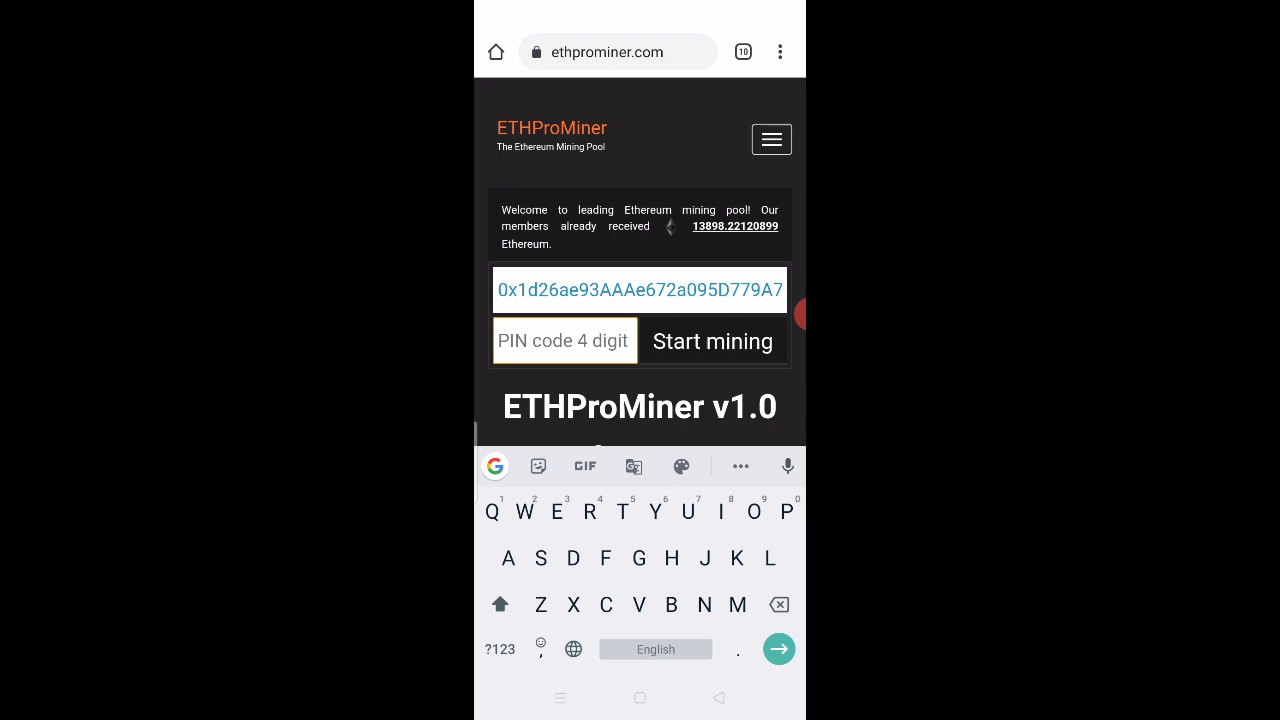 ethprominer.com
10
ETHProMiner
The Ethereum Mining Pool
Welcome to leading Ethereum mining pool! Our
members already received 13898.22120899
Ethereum.
0x1d26ae93AAAe672a095D779A7
PIN code 4 digit
Start mining
ETHProMiner v1.0
G GIF G
1 2 3 4 5 6 7 8 9 0
Q W E R T Y U I O P
A S D F G H J K L
Z X C V B N M
?123 , English .